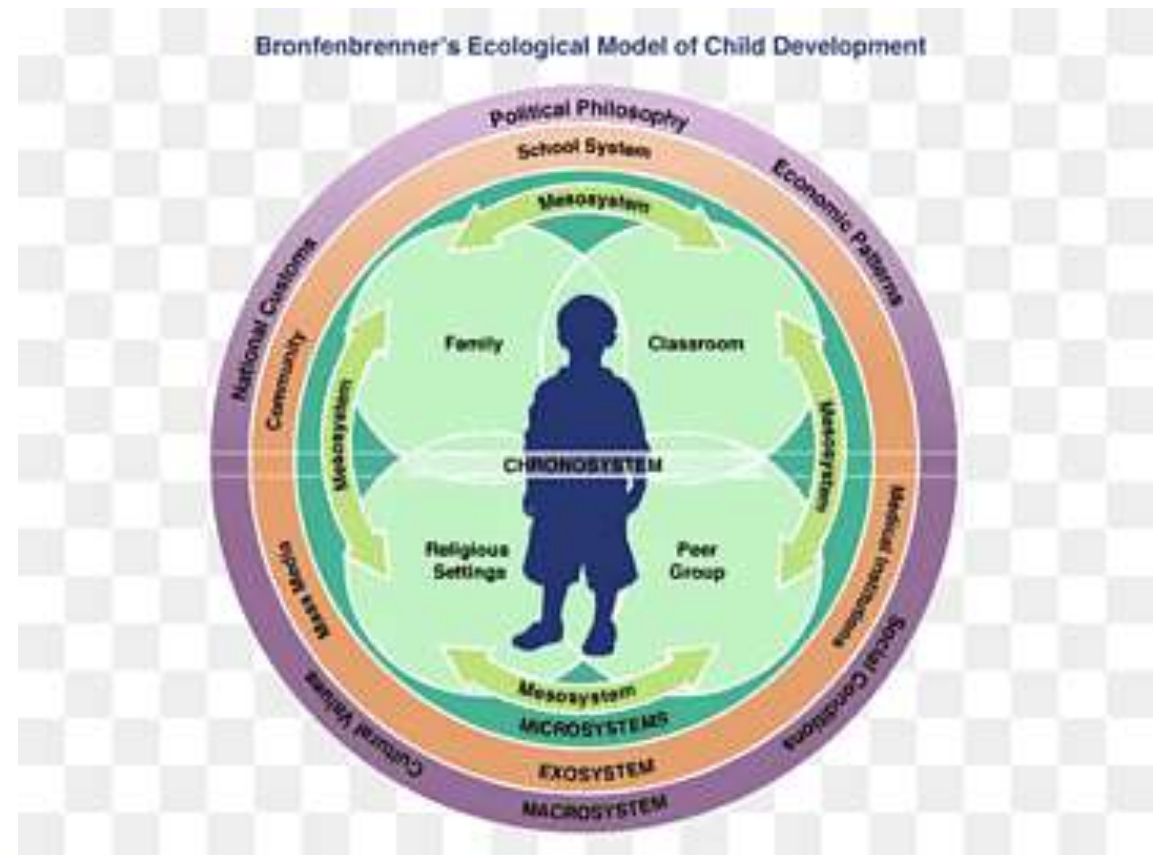 Bronfenbrenner's Ecological Model of Child Development
Political Philosophy
School System
Mesosystem
Economic Patterns
National Customs
Community
Family
Classroom
Mesosystem
Mesosystem
CHRONOSYSTEM
Medical Institutions
Religious
Settings
Peer
Group
Mass Media
Social Conditions
Cultural Values
Mesosystem
MICROSYSTEMS
EXOSYSTEM
MACROSYSTEM